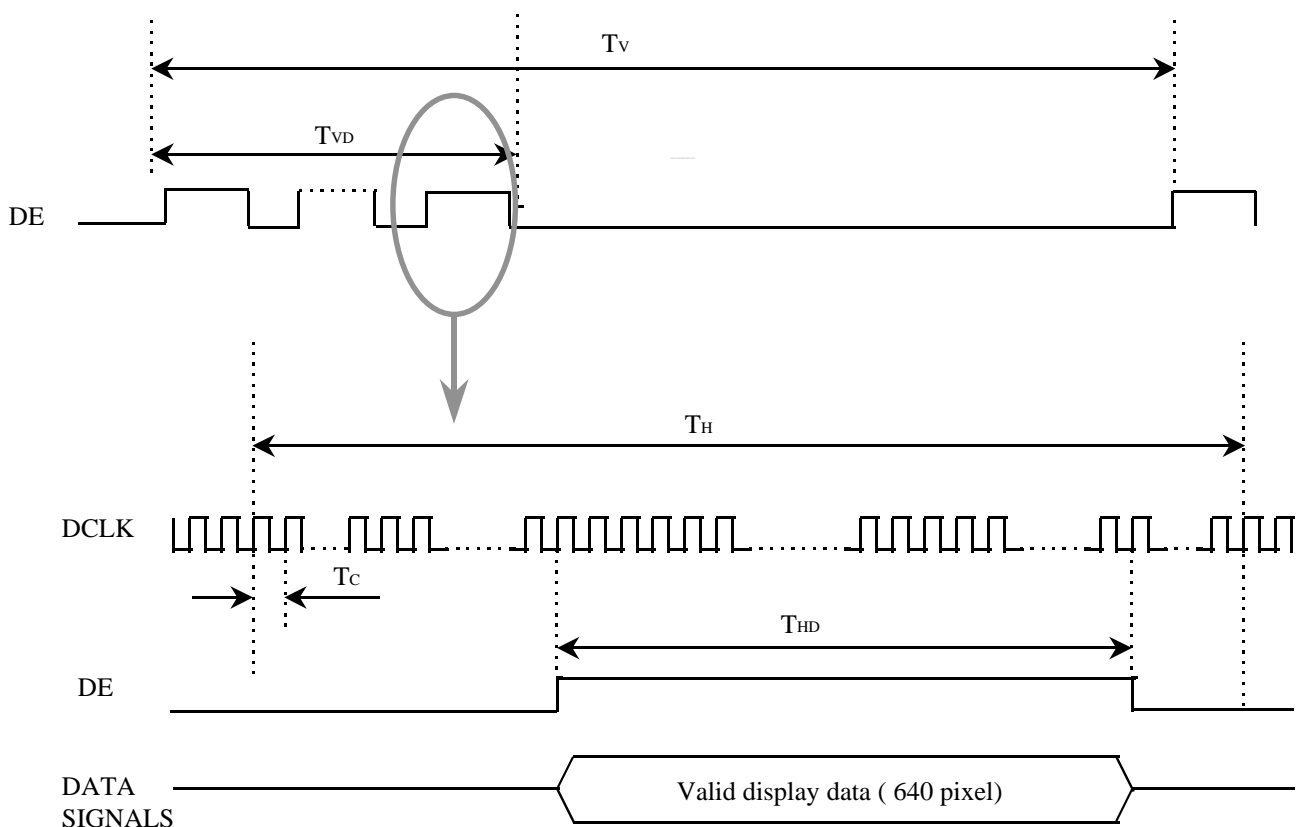 TV
TVD
DE
TH
DCLK
TC
THD
DE
Valid display data ( 640 pixel)
DATA
SIGNALS